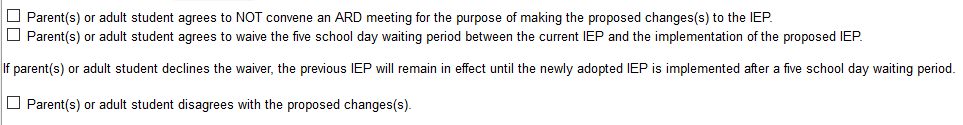 Parent(s) or adult student agrees to NOT convene an ARD meeting for the purpose of making the proposed changes(s) to the IEP.
Parent(s) or adult student agrees to waive the five school day waiting period between the current IEP and the implementation of the proposed IEP.
If parent(s) or adult student declines the waiver, the previous IEP will remain in effect until the newly adopted IEP is implemented after a five school day waiting period.
Parent(s) or adult student disagrees with the proposed changes(s).